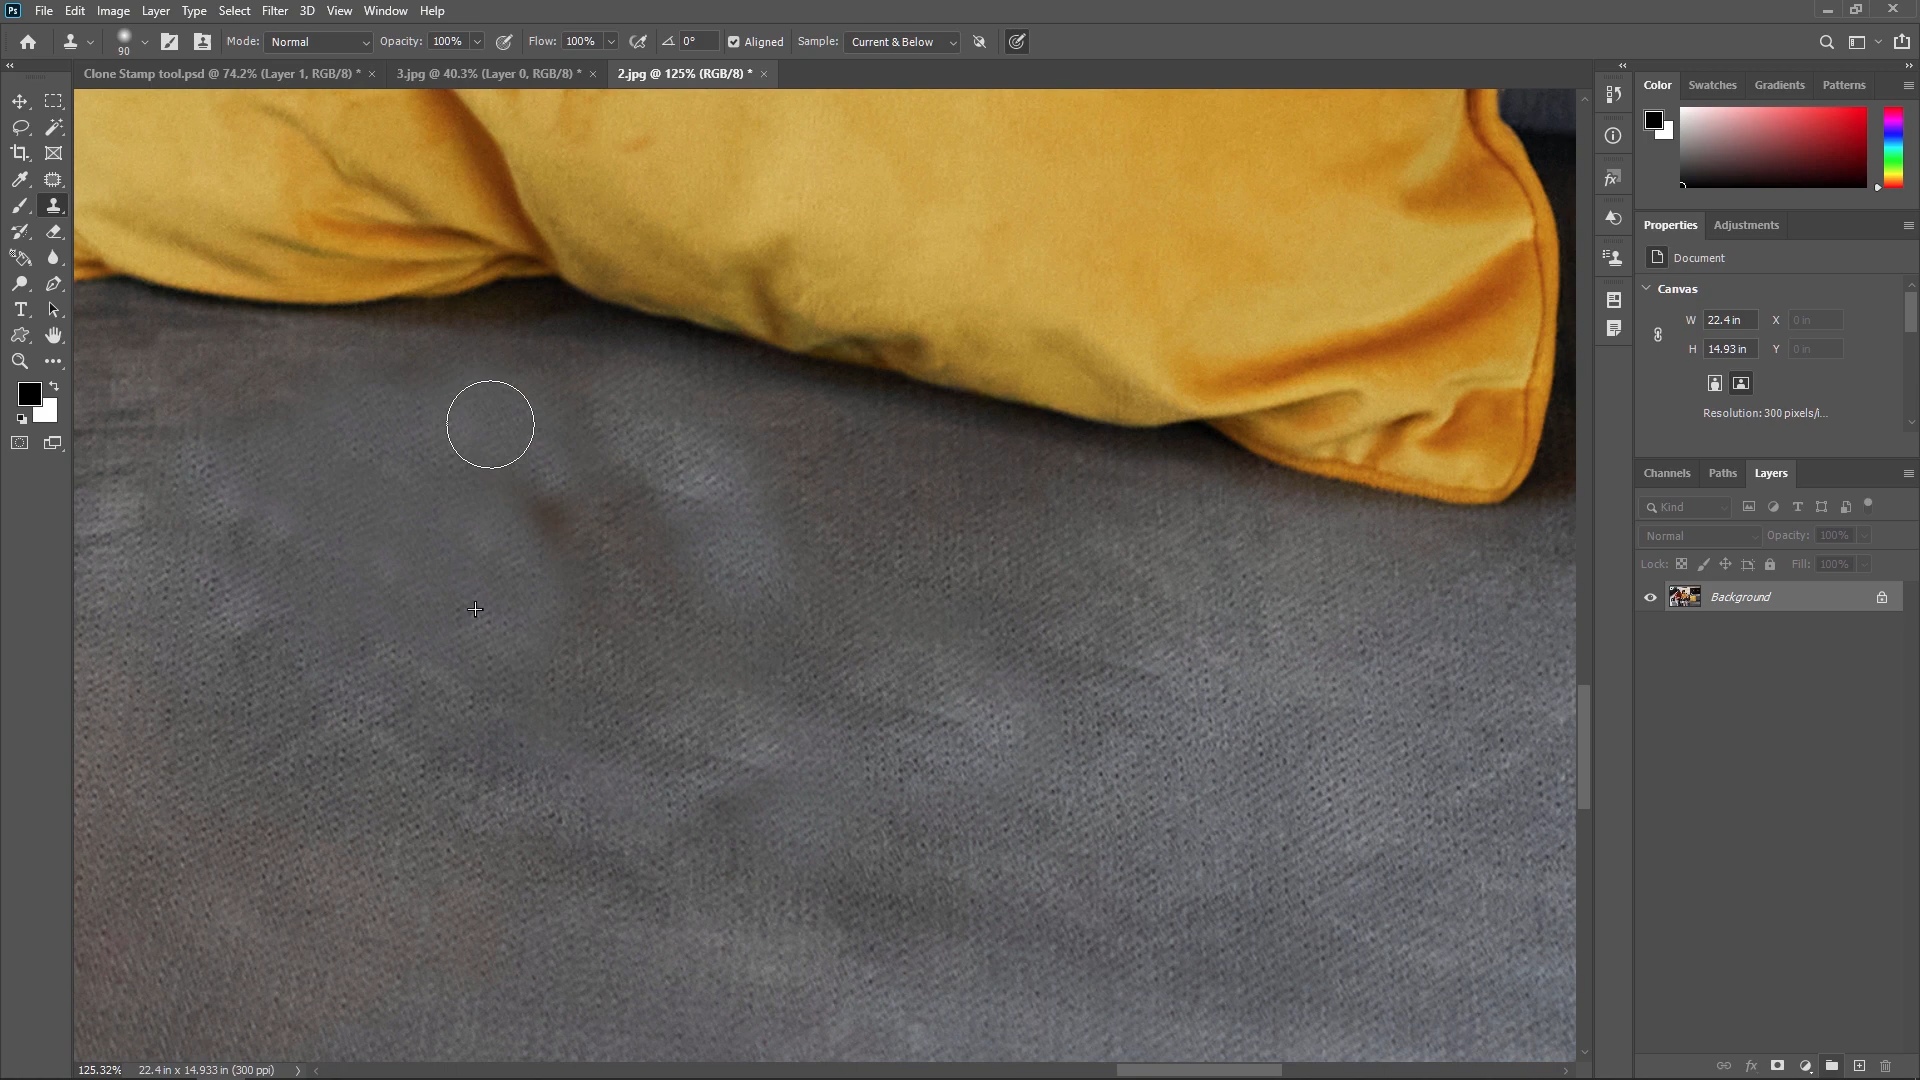 Ps File Edit Image Layer Type Select Filter 3D View Window Help
90 Mode: Normal Opacity: 100% Flow: 100% 0° Aligned Sample: Current & Below
Clone Stamp tool.psd @ 74.2% (Layer 1, RGB/8) * × 3.jpg @ 40.3% (Layer 0, RGB/8) * × 2.jpg @ 125% (RGB/8) * ×
Color Swatches Gradients Patterns
Properties Adjustments
Document
Canvas
W 22.4 in X 0 in
H 14.93 in Y 0 in
Resolution: 300 pixels/i...
Channels Paths Layers
Kind
Normal Opacity: 100%
Lock: Fill: 100%
Background
fx
125.32% 22.4 in x 14.933 in (300 ppi)